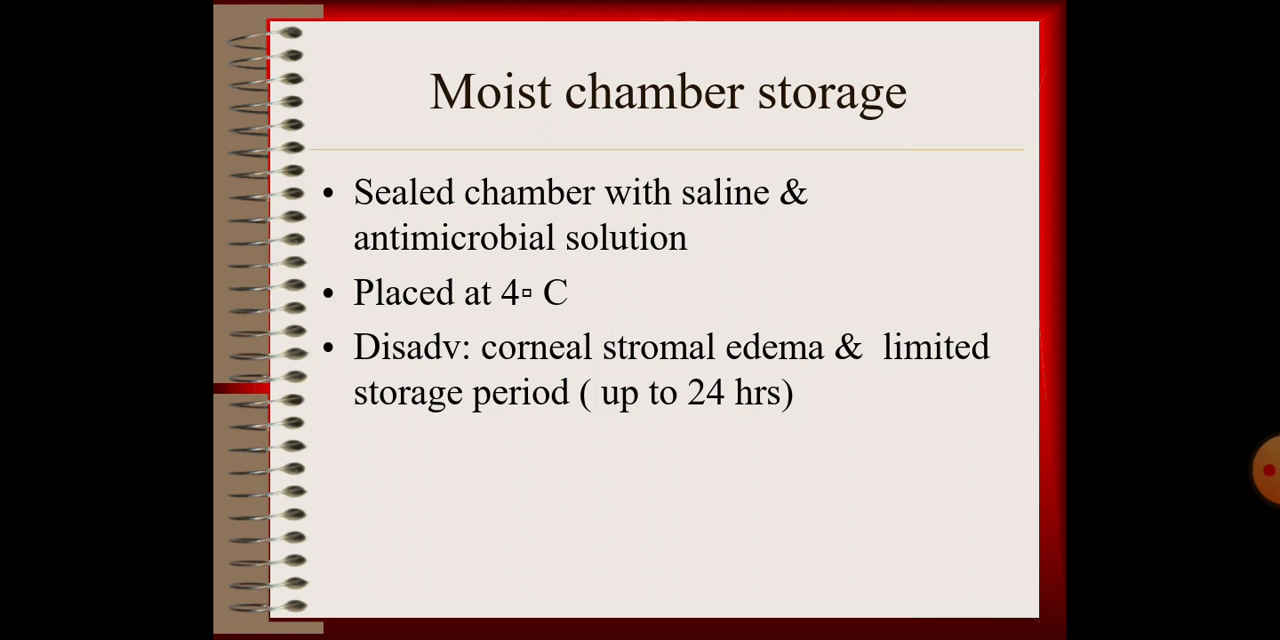 Moist chamber storage
• Sealed chamber with saline &
antimicrobial solution
• Placed at 4▫ C
• Disadv: corneal stromal edema &  limited
storage period ( up to 24 hrs)